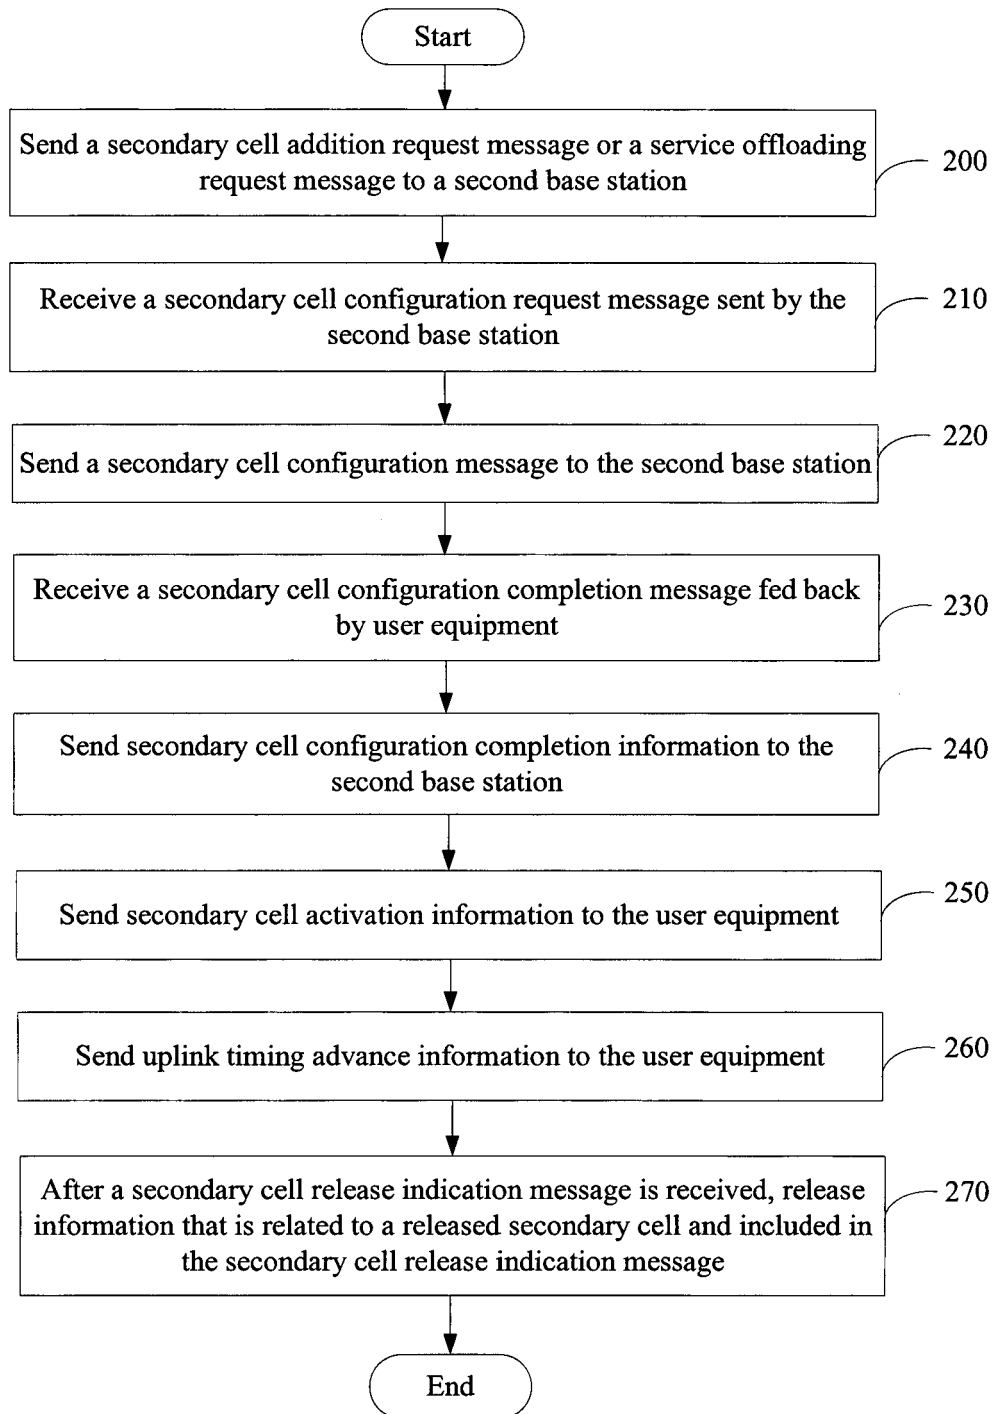 Start
Send a secondary cell addition request message or a service offloading
request message to a second base station
200
Receive a secondary cell configuration request message sent by the
second base station
210
Send a secondary cell configuration message to the second base station
220
Receive a secondary cell configuration completion message fed back
by user equipment
230
Send secondary cell configuration completion information to the
second base station
240
Send secondary cell activation information to the user equipment
250
Send uplink timing advance information to the user equipment
260
After a secondary cell release indication message is received, release
information that is related to a released secondary cell and included in
the secondary cell release indication message
270
End